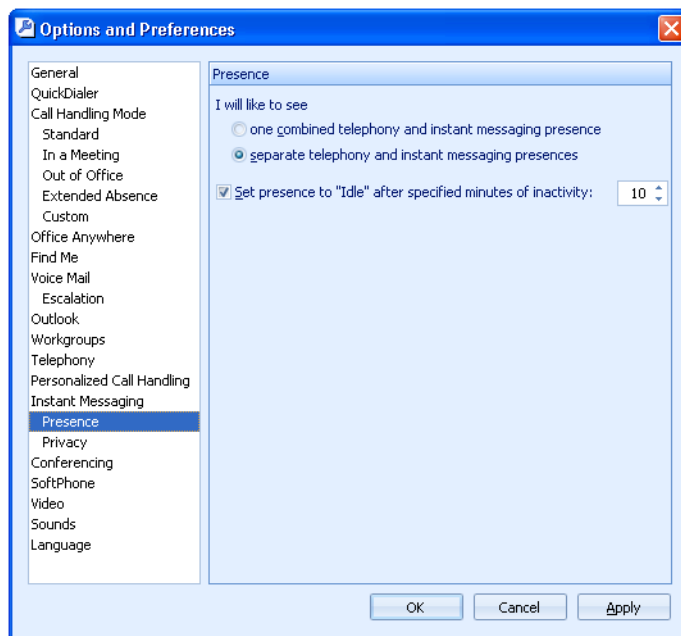 Options and Preferences
General
QuickDialer
Call Handling Mode
Standard
In a Meeting
Out of Office
Extended Absence
Custom
Office Anywhere
Find Me
Voice Mail
Escalation
Outlook
Workgroups
Telephony
Personalized Call Handling
Instant Messaging
Presence
Privacy
Conferencing
SoftPhone
Video
Sounds
Language
Presence
I will like to see
one combined telephony and instant messaging presence
separate telephony and instant messaging presences
Set presence to "Idle" after specified minutes of inactivity: 10
OK Cancel Apply